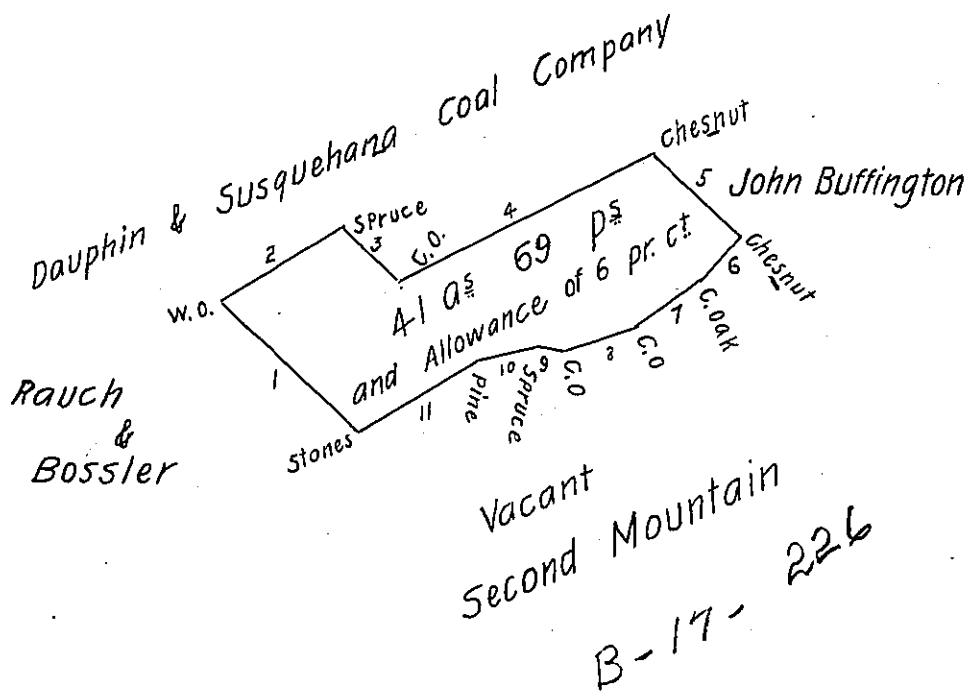 Dauphin & Susquehana Coal Company
Chesnut
5 John Buffington
Spruce
2
3
C.O.
4
W.O.
41 as 69 ps
and Allowance of 6 pr. ct
Chesnut
6
C.oak
7
C.O
8
C.O
9
Spruce
10
Pine
11
Stones
1
Rauch
&
Bossler
Vacant
Second Mountain
B-17-226